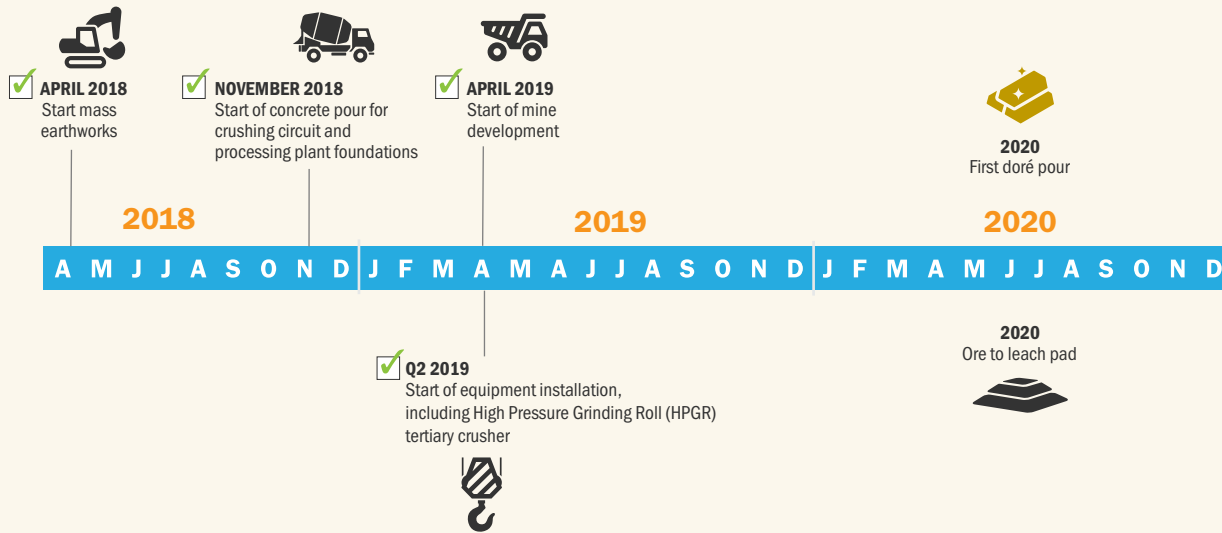 APRIL 2018
Start mass
earthworks
NOVEMBER 2018
Start of concrete pour for
crushing circuit and
processing plant foundations
APRIL 2019
Start of mine
development
2020
First doré pour
2018
2019
2020
A M J J A S O N D J F M A M A J J A S O N D J F M A M J J A S O N D
Q2 2019
Start of equipment installation,
including High Pressure Grinding Roll (HPGR)
tertiary crusher
2020
Ore to leach pad